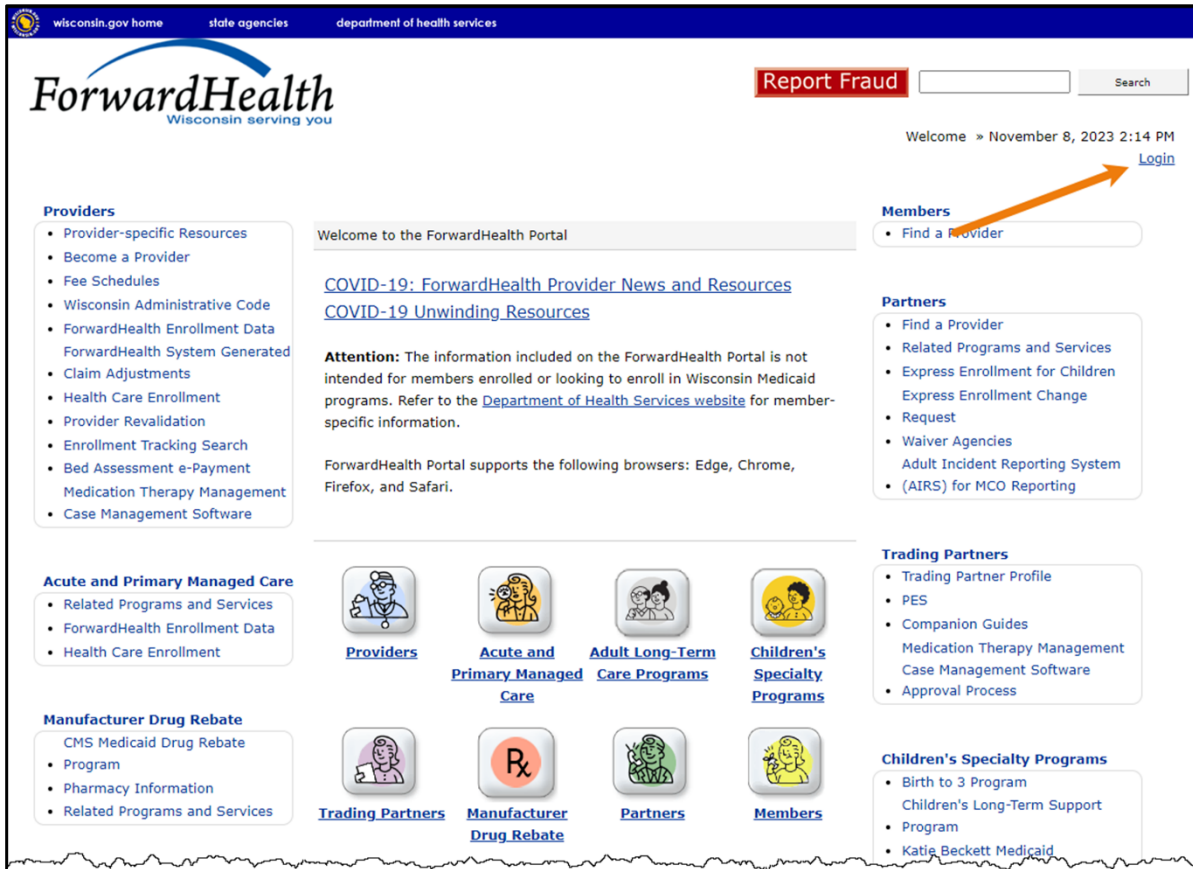 wisconsin.gov home state agencies department of health services
ForwardHealth
Wisconsin serving you
Report Fraud
Search
Welcome » November 8, 2023 2:14 PM
Login
Providers
• Provider-specific Resources
• Become a Provider
• Fee Schedules
• Wisconsin Administrative Code
• ForwardHealth Enrollment Data
ForwardHealth System Generated
• Claim Adjustments
• Health Care Enrollment
• Provider Revalidation
• Enrollment Tracking Search
• Bed Assessment e-Payment
Medication Therapy Management
• Case Management Software
Acute and Primary Managed Care
• Related Programs and Services
• ForwardHealth Enrollment Data
• Health Care Enrollment
Manufacturer Drug Rebate
CMS Medicaid Drug Rebate
• Program
• Pharmacy Information
• Related Programs and Services
Welcome to the ForwardHealth Portal
COVID-19: ForwardHealth Provider News and Resources
COVID-19 Unwinding Resources
Attention: The information included on the ForwardHealth Portal is not
intended for members enrolled or looking to enroll in Wisconsin Medicaid
programs. Refer to the Department of Health Services website for member-
specific information.
ForwardHealth Portal supports the following browsers: Edge, Chrome,
Firefox, and Safari.
Providers
Acute and
Primary Managed
Care
Adult Long-Term
Care Programs
Children's
Specialty
Programs
Rx
Trading Partners
Manufacturer
Drug Rebate
Partners
Members
Members
• Find a Provider
Partners
• Find a Provider
• Related Programs and Services
• Express Enrollment for Children
Express Enrollment Change
• Request
• Waiver Agencies
Adult Incident Reporting System
• (AIRS) for MCO Reporting
Trading Partners
• Trading Partner Profile
• PES
• Companion Guides
Medication Therapy Management
Case Management Software
• Approval Process
Children's Specialty Programs
• Birth to 3 Program
Children's Long-Term Support
• Program
• Katie Beckett Medicaid